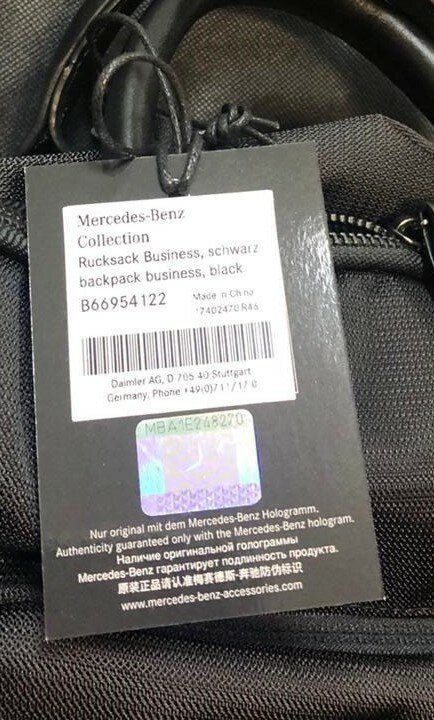 Mercedes-Benz
Collection
Rucksack Business, schwarz
backpack business, black
B66954122
Made in China
17402470 R46
Daimler AG, D 705 40 Stuttgart
Germany, Phone +49(0)711/17 0
MBA1E248270
Nur original mit dem Mercedes-Benz Hologramm.
Authenticity guaranteed only with the Mercedes-Benz hologram.
Наличие оригинальной голограммы
Mercedes-Benz гарантирует подлинность продукта.
原装正品请认准梅赛德斯-奔驰防伪标识
www.mercedes-benz-accessories.com